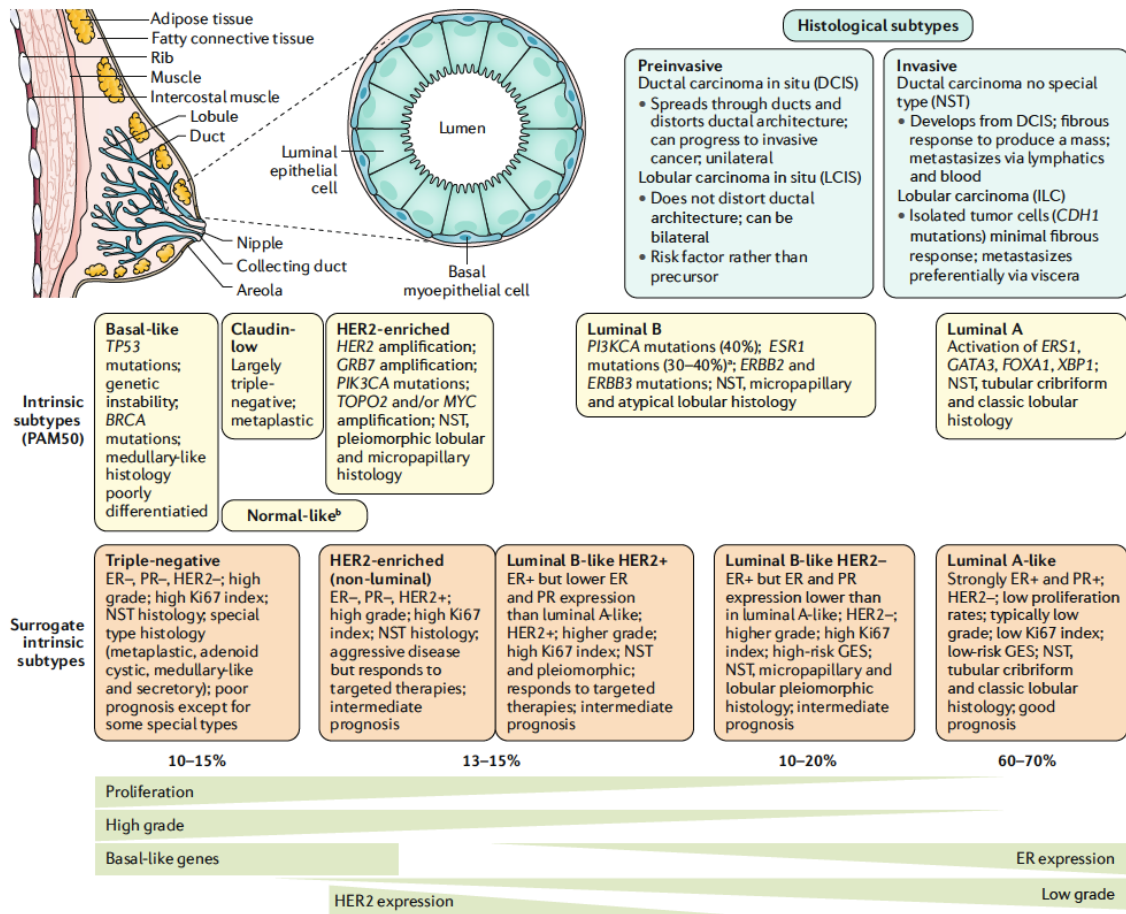 Adipose tissue
Fatty connective tissue
Rib
Muscle
Intercostal muscle
Lobule
Duct
Luminal
epithelial
cell
Lumen
Nipple
Collecting duct
Areola
Basal
myoepithelial cell
Histological subtypes
Preinvasive
Ductal carcinoma in situ (DCIS)
• Spreads through ducts and
distorts ductal architecture;
can progress to invasive
cancer; unilateral
Lobular carcinoma in situ (LCIS)
• Does not distort ductal
architecture; can be
bilateral
• Risk factor rather than
precursor
Invasive
Ductal carcinoma no special
type (NST)
• Develops from DCIS; fibrous
response to produce a mass;
metastasizes via lymphatics
and blood
Lobular carcinoma (ILC)
• Isolated tumor cells (CDH1
mutations) minimal fibrous
response; metastasizes
preferentially via viscera
Intrinsic
subtypes
(PAM50)
Basal-like
TP53
mutations;
genetic
instability;
BRCA
mutations;
medullary-like
histology
poorly
differentiatied
Claudin-
low
Largely
triple-
negative;
metaplastic
HER2-enriched
HER2 amplification;
GRB7 amplification;
PIK3CA mutations;
TOPO2 and/or MYC
amplification; NST,
pleiomorphic lobular
and micropapillary
histology
Normal-likeᵇ
Luminal B
PI3KCA mutations (40%); ESR1
mutations (30–40%)ᵃ; ERBB2 and
ERBB3 mutations; NST, micropapillary
and atypical lobular histology
Luminal A
Activation of ERS1,
GATA3, FOXA1, XBP1;
NST, tubular cribriform
and classic lobular
histology
Surrogate
intrinsic
subtypes
Triple-negative
ER–, PR–, HER2–; high
grade; high Ki67 index;
NST histology; special
type histology
(metaplastic, adenoid
cystic, medullary-like
and secretory); poor
prognosis except for
some special types
HER2-enriched
(non-luminal)
ER–, PR–, HER2+;
high grade; high Ki67
index; NST histology;
aggressive disease
but responds to
targeted therapies;
intermediate
prognosis
Luminal B-like HER2+
ER+ but lower ER
and PR expression
than luminal A-like;
HER2+; higher grade;
high Ki67 index; NST
and pleiomorphic;
responds to targeted
therapies; intermediate
prognosis
Luminal B-like HER2–
ER+ but ER and PR
expression lower than
in luminal A-like; HER2–;
higher grade; high Ki67
index; high-risk GES;
NST, micropapillary and
lobular pleiomorphic
histology; intermediate
prognosis
Luminal A-like
Strongly ER+ and PR+;
HER2–; low proliferation
rates; typically low
grade; low Ki67 index;
low-risk GES; NST,
tubular cribriform
and classic lobular
histology; good
prognosis
10–15%
13–15%
10–20%
60–70%
Proliferation
High grade
Basal-like genes
ER expression
Low grade
HER2 expression